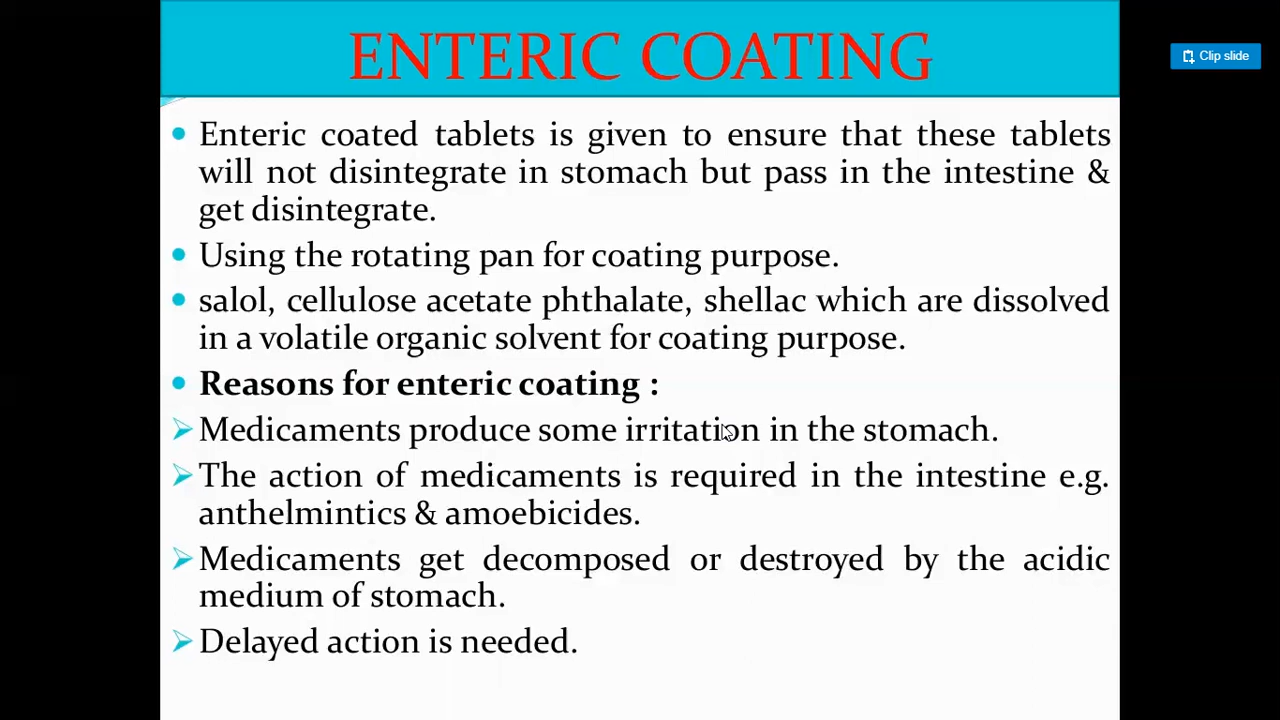 ENTERIC COATING
Clip slide
• Enteric coated tablets is given to ensure that these tablets
will not disintegrate in stomach but pass in the intestine &
get disintegrate.
• Using the rotating pan for coating purpose.
• salol, cellulose acetate phthalate, shellac which are dissolved
in a volatile organic solvent for coating purpose.
• Reasons for enteric coating :
➢ Medicaments produce some irritation in the stomach.
➢ The action of medicaments is required in the intestine e.g.
anthelmintics & amoebicides.
➢ Medicaments get decomposed or destroyed by the acidic
medium of stomach.
➢ Delayed action is needed.